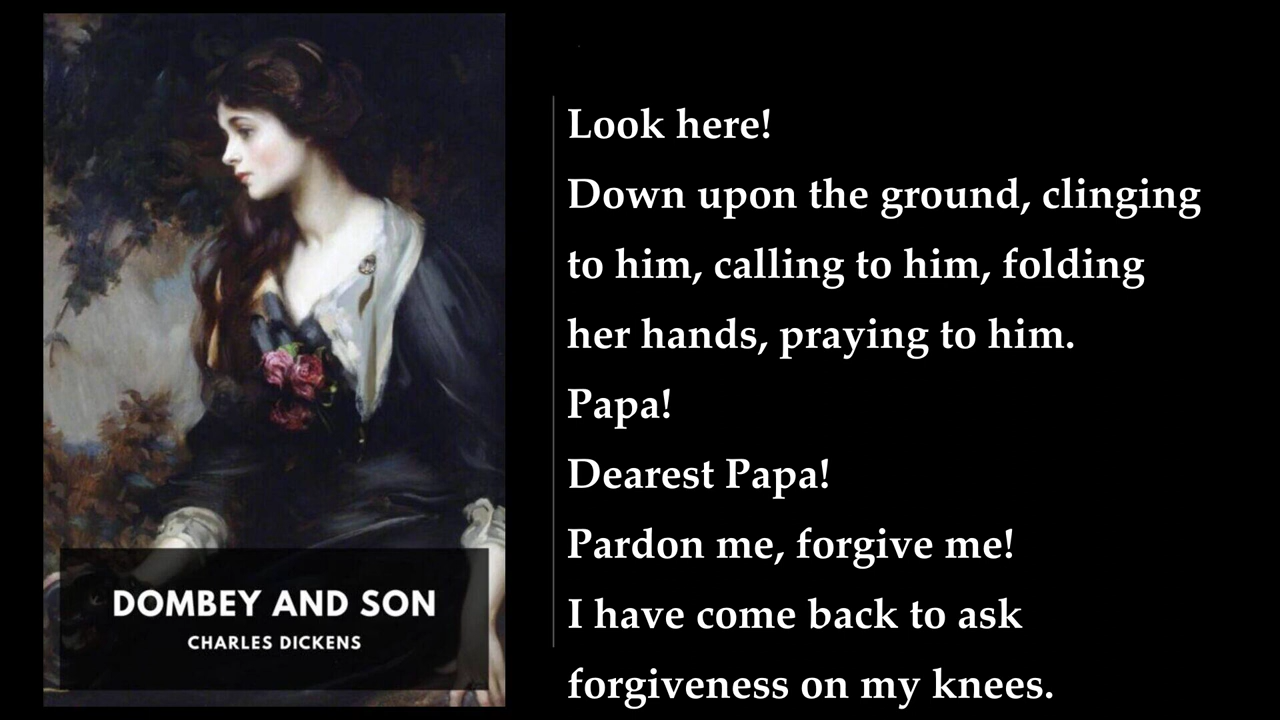 DOMBEY AND SON
CHARLES DICKENS
Look here!
Down upon the ground, clinging
to him, calling to him, folding
her hands, praying to him.
Papa!
Dearest Papa!
Pardon me, forgive me!
I have come back to ask
forgiveness on my knees.